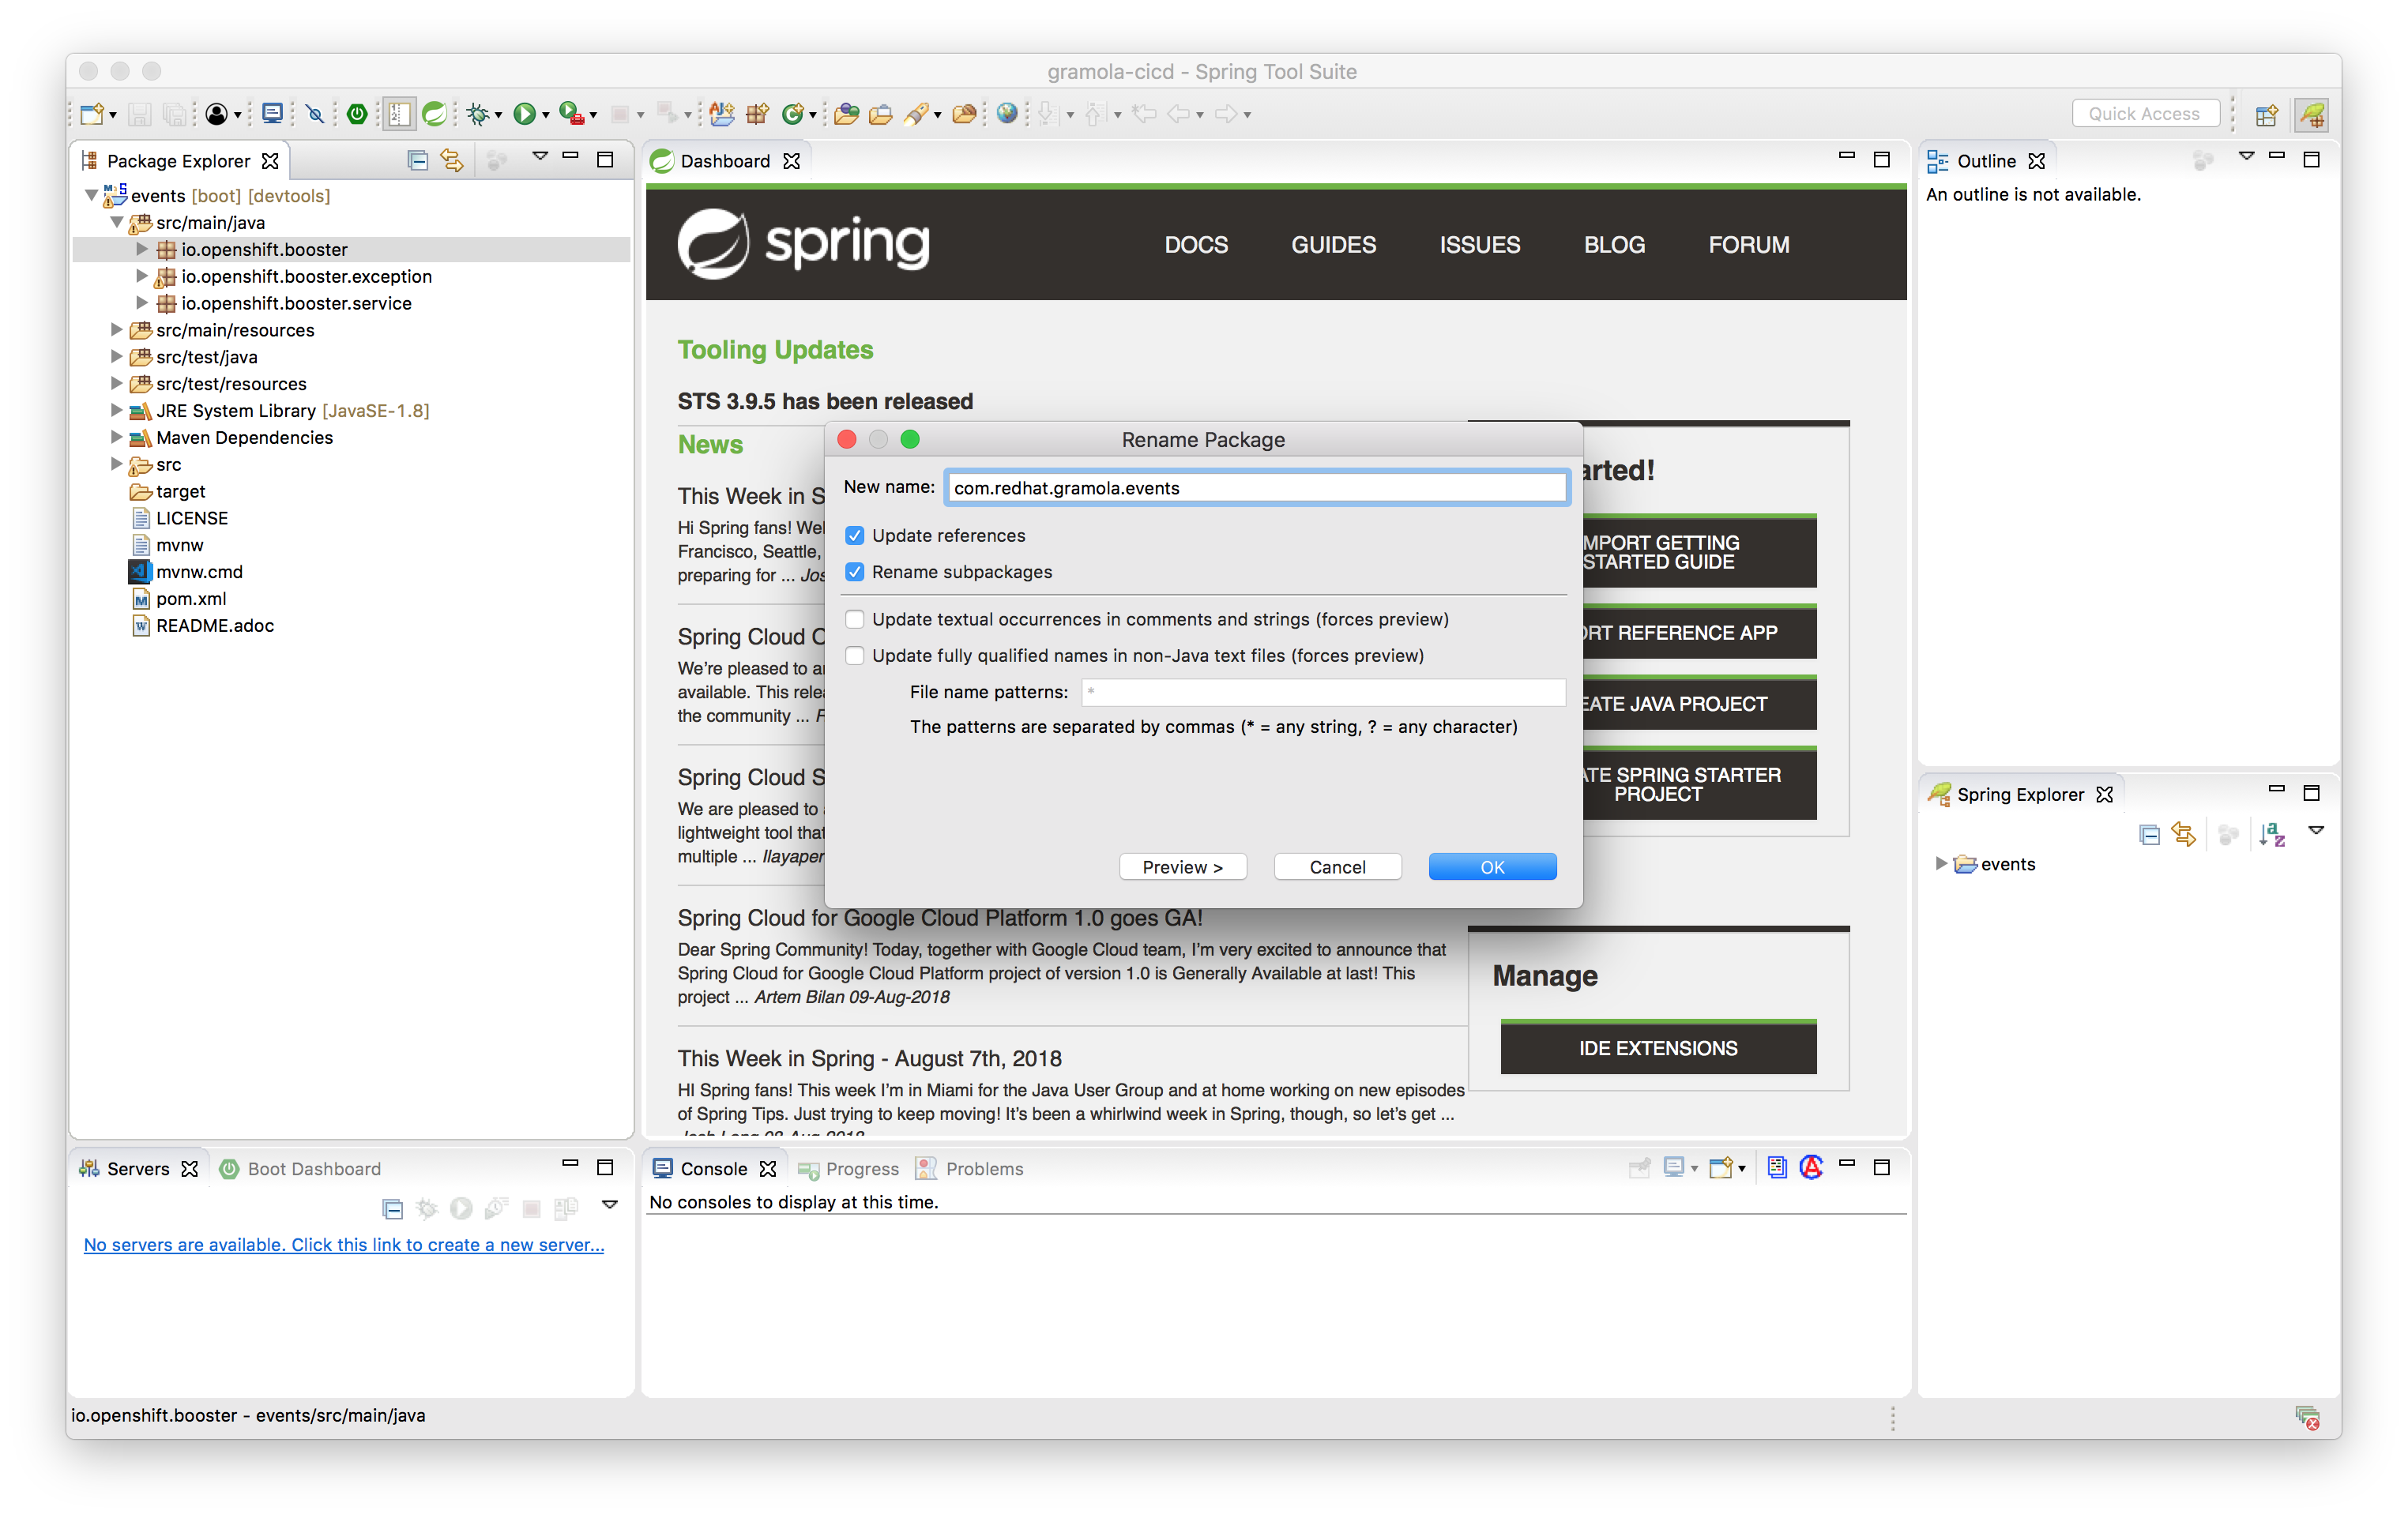 gramola-cicd - Spring Tool Suite
Quick Access
Package Explorer
events [boot] [devtools]
src/main/java
io.openshift.booster
io.openshift.booster.exception
io.openshift.booster.service
src/main/resources
src/test/java
src/test/resources
JRE System Library [JavaSE-1.8]
Maven Dependencies
src
target
LICENSE
mvnw
mvnw.cmd
pom.xml
README.adoc
Dashboard
spring
DOCS GUIDES ISSUES BLOG FORUM
Tooling Updates
STS 3.9.5 has been released
News
This Week in S
Hi Spring fans! Wel
Francisco, Seattle,
preparing for ... Jos
Spring Cloud C
We're pleased to a
available. This relea
the community ... F
Spring Cloud S
We are pleased to
lightweight tool that
multiple ... Ilayaper
Spring Cloud for Google Cloud Platform 1.0 goes GA!
Dear Spring Community! Today, together with Google Cloud team, I'm very excited to announce that
Spring Cloud for Google Cloud Platform project of version 1.0 is Generally Available at last! This
project ... Artem Bilan 09-Aug-2018
This Week in Spring - August 7th, 2018
HI Spring fans! This week I'm in Miami for the Java User Group and at home working on new episodes
of Spring Tips. Just trying to keep moving! It's been a whirlwind week in Spring, though, so let's get ...
Rename Package
New name: com.redhat.gramola.events
Update references
Rename subpackages
Update textual occurrences in comments and strings (forces preview)
Update fully qualified names in non-Java text files (forces preview)
File name patterns: *
The patterns are separated by commas (* = any string, ? = any character)
Preview > Cancel OK
arted!
MPORT GETTING
STARTED GUIDE
ORT REFERENCE APP
EATE JAVA PROJECT
ATE SPRING STARTER
PROJECT
Manage
IDE EXTENSIONS
Outline
An outline is not available.
Spring Explorer
events
Servers Boot Dashboard
No servers are available. Click this link to create a new server...
Console Progress Problems
No consoles to display at this time.
io.openshift.booster - events/src/main/java